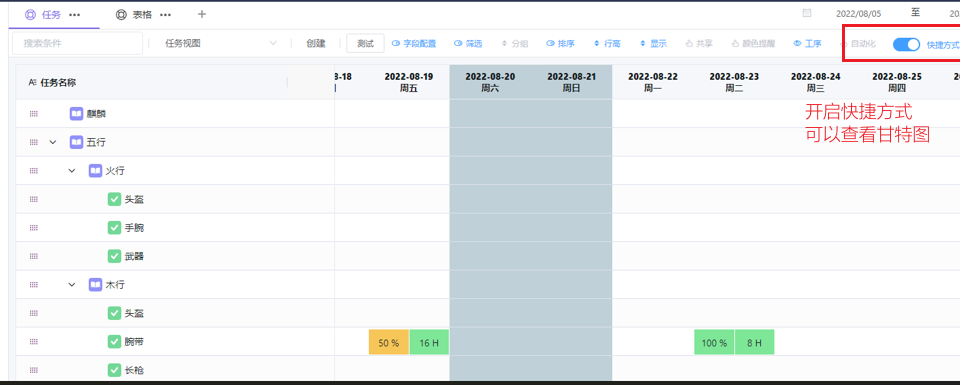 任务 •••
表格 •••
+
2022/08/05 至 20
搜索条件
任务视图
创建
测试
字段配置
筛选
分组
排序
行高
显示
共享
颜色提醒
工序
自动化
快捷方式
A≡ 任务名称
3-18
2022-08-19
周五
2022-08-20
周六
2022-08-21
周日
2022-08-22
周一
2022-08-23
周二
2022-08-24
周三
2022-08-25
周四
开启快捷方式
可以查看甘特图
麒麟
五行
火行
头盔
手腕
武器
木行
头盔
腕带
50 %
16 H
100 %
8 H
长枪